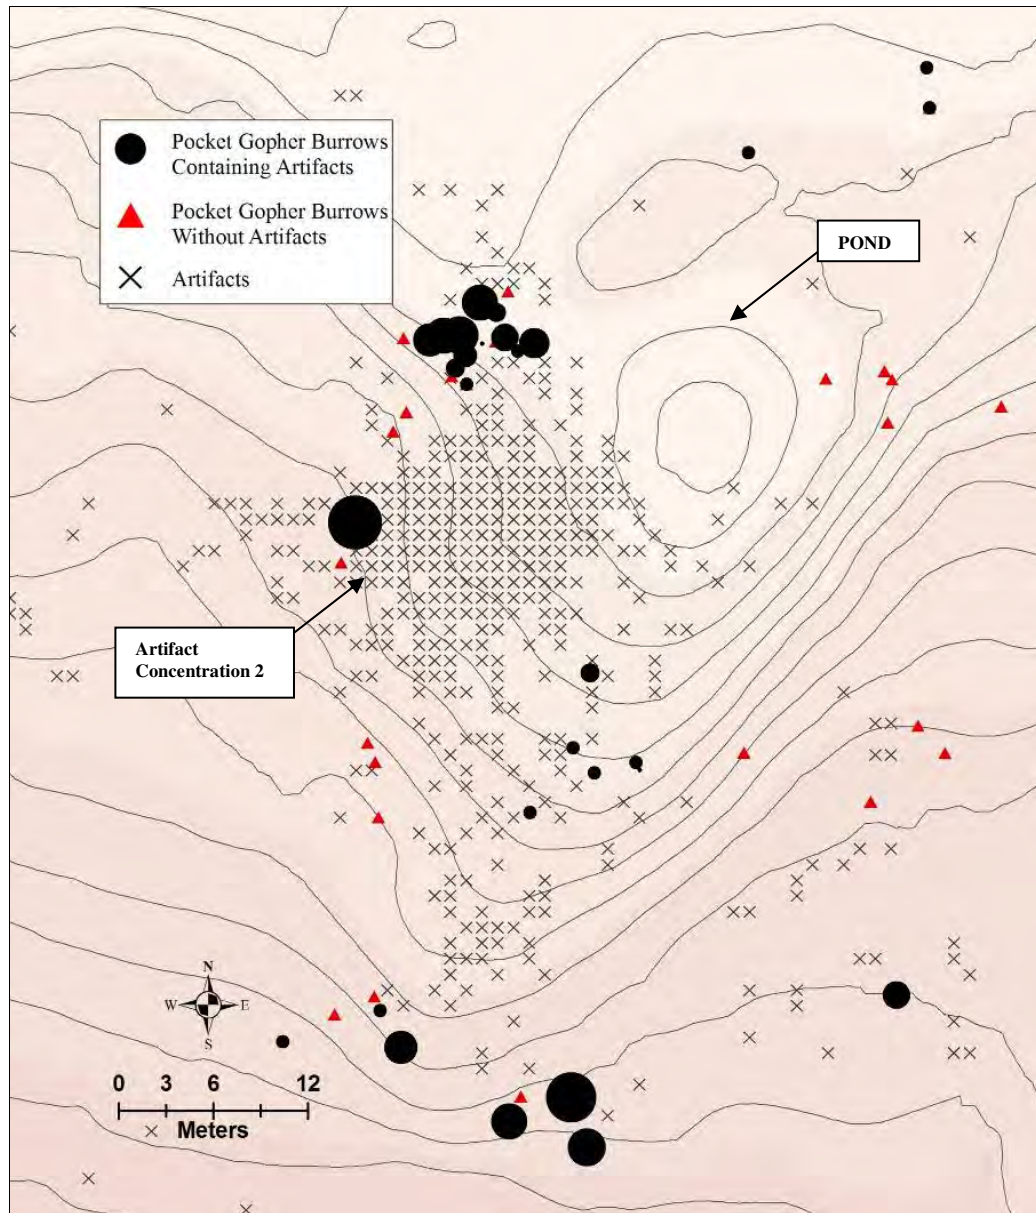 Pocket Gopher Burrows
Containing Artifacts
Pocket Gopher Burrows
Without Artifacts
Artifacts
POND
Artifact
Concentration 2
N
W E
S
0 3 6 12
Meters